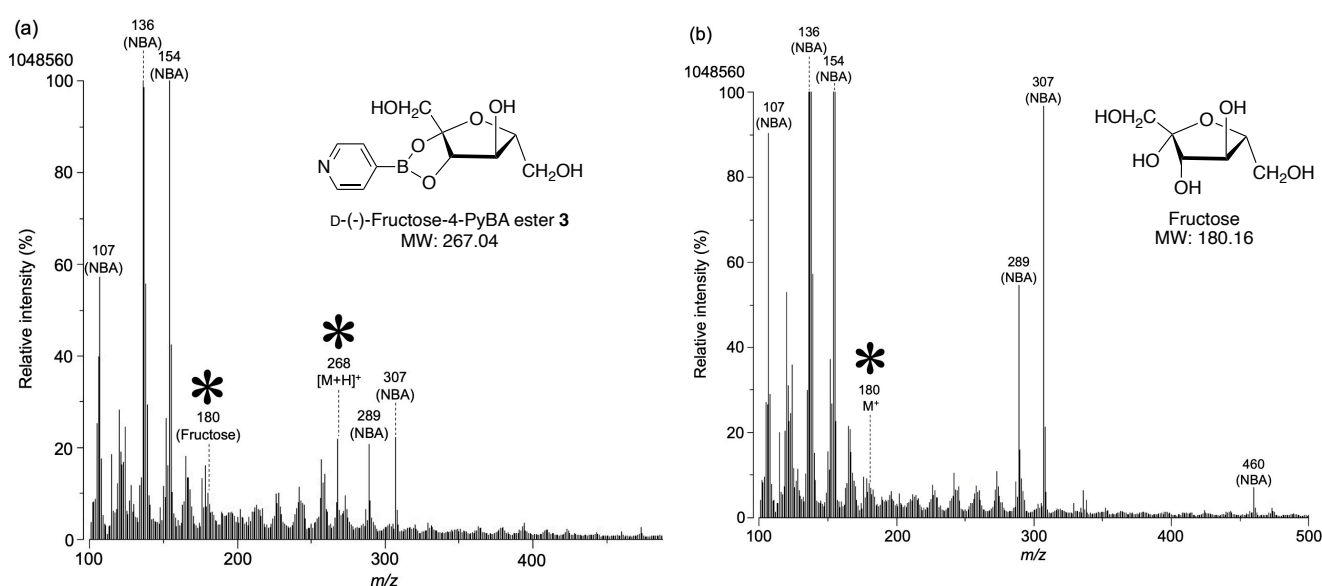 (a)
136
(NBA)
154
(NBA)
1048560
100
80
60
40
20
0
Relative intensity (%)
107
(NBA)
HOH2C
O
OH
O
N
B
O
CH2OH
D-(-)-Fructose-4-PyBA ester 3
MW: 267.04
*
268
[M+H]+
*
180
(Fructose)
307
(NBA)
289
(NBA)
100
200
300
400
m/z
(b)
136
(NBA)
154
(NBA)
1048560
100
80
60
40
20
0
Relative intensity (%)
107
(NBA)
307
(NBA)
HOH2C
O
OH
HO
OH
CH2OH
Fructose
MW: 180.16
289
(NBA)
*
180
M+
460
(NBA)
100
200
300
400
500
m/z